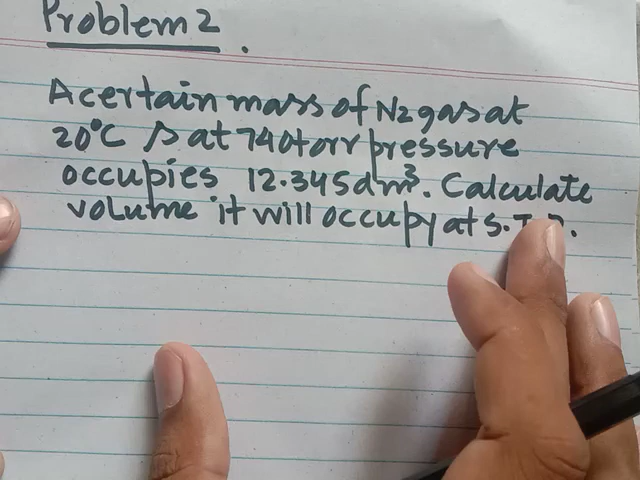 Problem 2.
A certain mass of N2 gas at
20°C & at 740 torr pressure
occupies 12.345 dm³. Calculate
volume it will occupy at S.T.P.